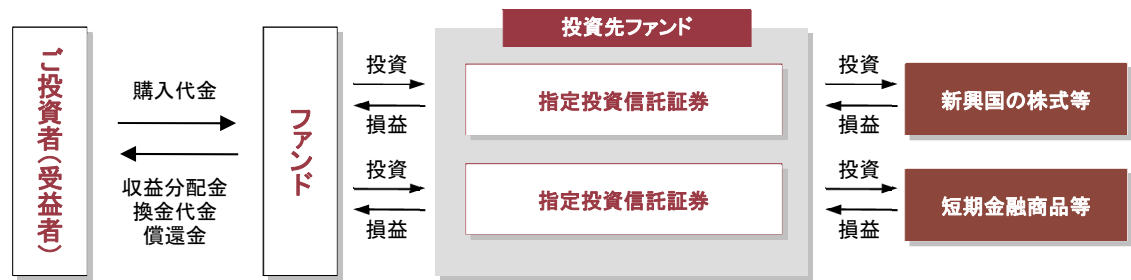 ご投資者(受益者)
購入代金
収益分配金
換金代金
償還金
ファンド
投資
損益
投資
損益
投資先ファンド
指定投資信託証券
指定投資信託証券
投資
損益
投資
損益
新興国の株式等
短期金融商品等